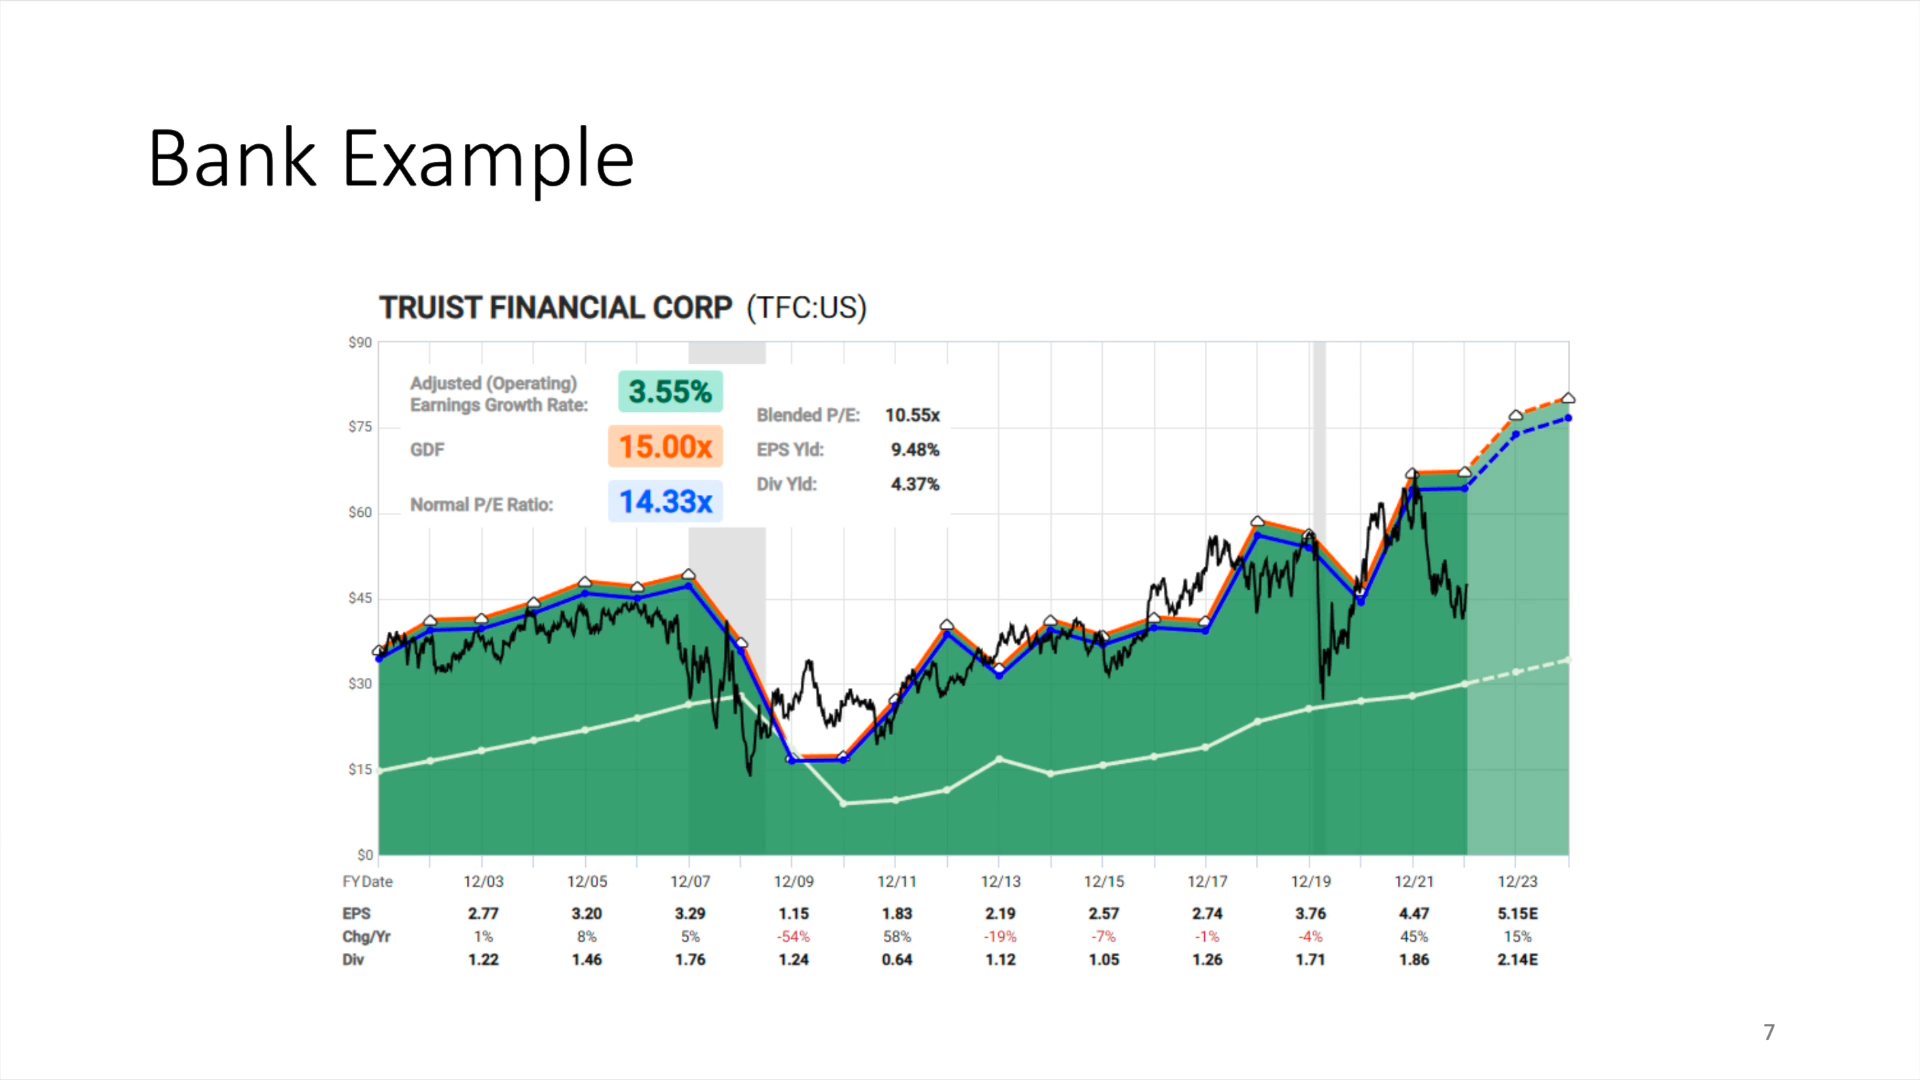 Bank Example
TRUIST FINANCIAL CORP (TFC:US)
$90
$75
$60
$45
$30
$15
$0
Adjusted (Operating)
Earnings Growth Rate: 3.55%
GDF 15.00x
Normal P/E Ratio: 14.33x
Blended P/E: 10.55x
EPS Yld: 9.48%
Div Yld: 4.37%
FY Date 12/03 12/05 12/07 12/09 12/11 12/13 12/15 12/17 12/19 12/21 12/23
EPS 2.77 3.20 3.29 1.15 1.83 2.19 2.57 2.74 3.76 4.47 5.15E
Chg/Yr 1% 8% 5% -54% 58% -19% -7% -1% -4% 45% 15%
Div 1.22 1.46 1.76 1.24 0.64 1.12 1.05 1.26 1.71 1.86 2.14E
7